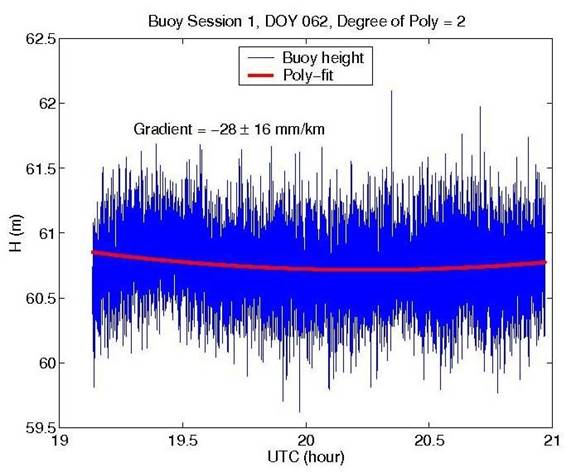 Buoy Session 1, DOY 062, Degree of Poly = 2
62.5
62
61.5
61
60.5
60
59.5
H (m)
Buoy height
Poly-fit
Gradient = -28 ± 16 mm/km
19
19.5
20
20.5
21
UTC (hour)